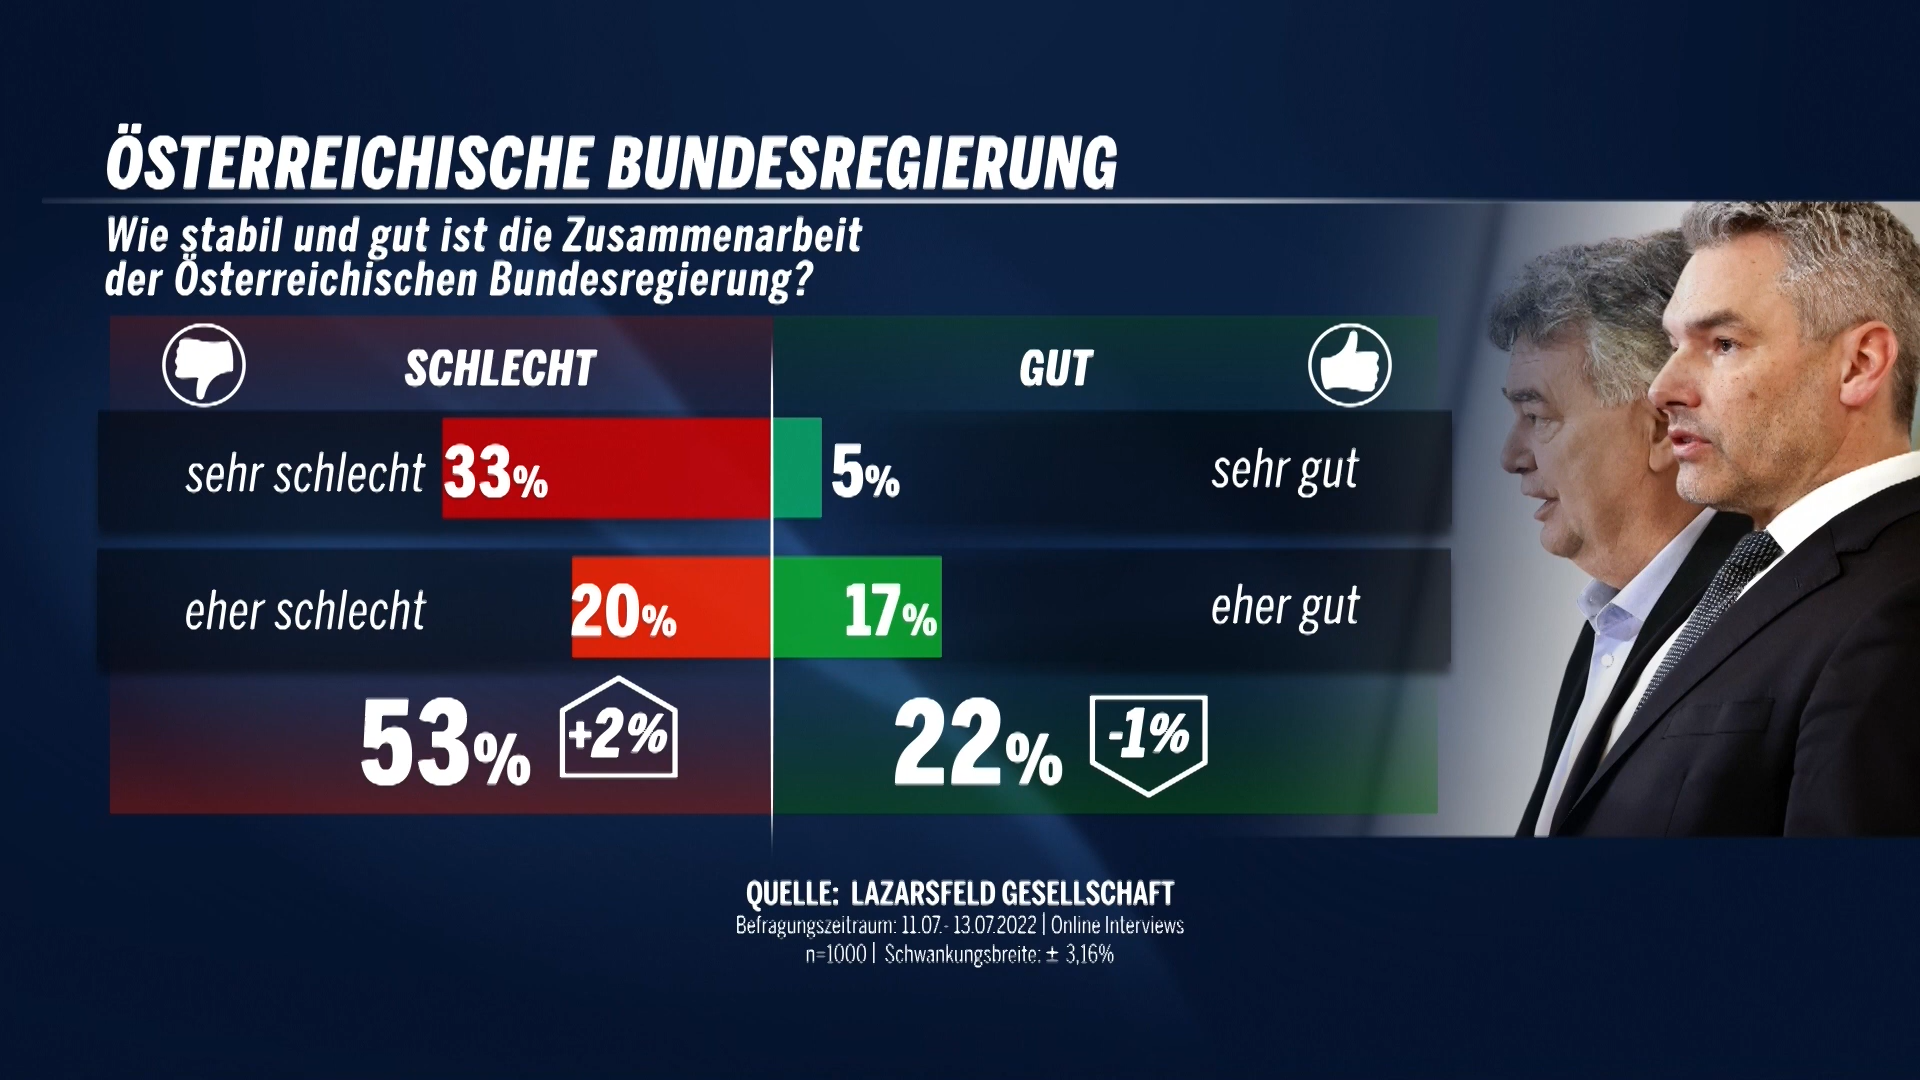 ÖSTERREICHISCHE BUNDESREGIERUNG
Wie stabil und gut ist die Zusammenarbeit
der Österreichischen Bundesregierung?
SCHLECHT
GUT
sehr schlecht 33% 5% sehr gut
eher schlecht 20% 17% eher gut
53% +2% 22% -1%
QUELLE: LAZARSFELD GESELLSCHAFT
Befragungszeitraum: 11.07.- 13.07.2022 | Online Interviews
n=1000 | Schwankungsbreite: ± 3,16%